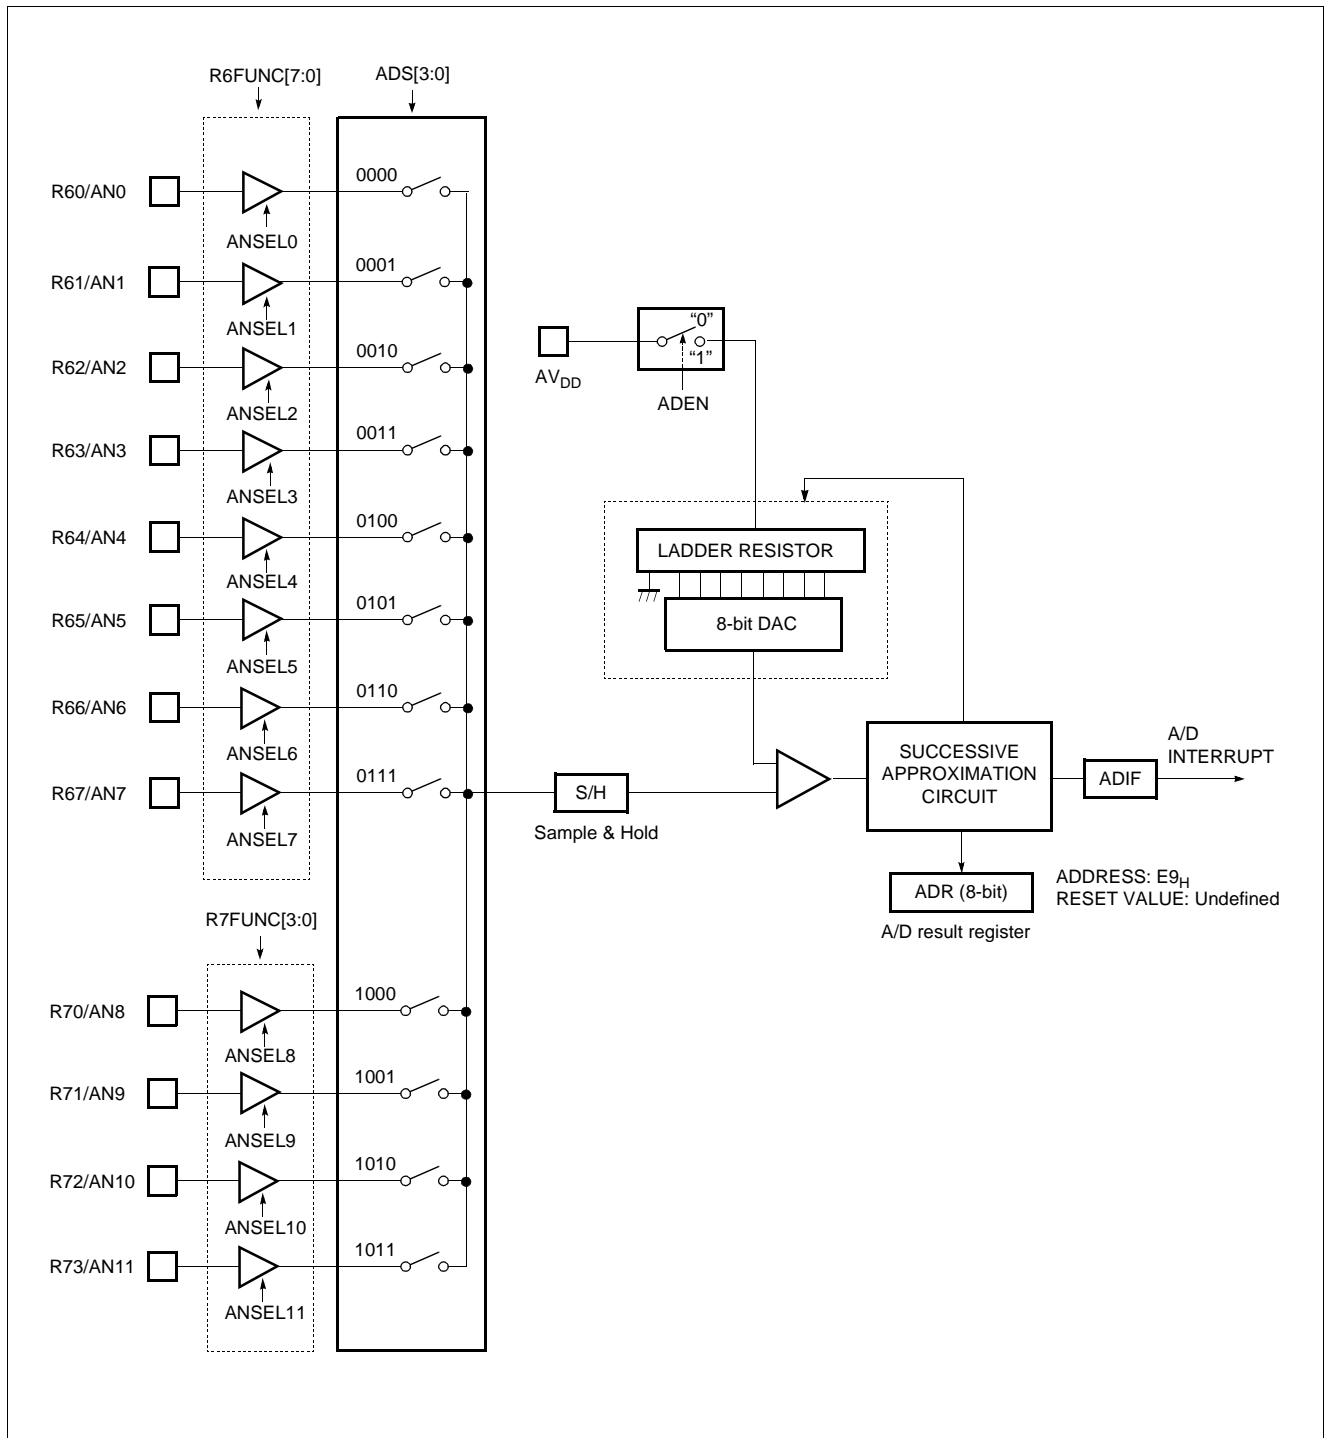 R6FUNC[7:0]
ADS[3:0]
R60/AN0
0000
ANSEL0
R61/AN1
0001
ANSEL1
R62/AN2
0010
ANSEL2
R63/AN3
0011
ANSEL3
R64/AN4
0100
ANSEL4
R65/AN5
0101
ANSEL5
R66/AN6
0110
ANSEL6
R67/AN7
0111
ANSEL7
R7FUNC[3:0]
R70/AN8
1000
ANSEL8
R71/AN9
1001
ANSEL9
R72/AN10
1010
ANSEL10
R73/AN11
1011
ANSEL11
“0”
“1”
AVDD
ADEN
LADDER RESISTOR
8-bit DAC
S/H
Sample & Hold
SUCCESSIVE
APPROXIMATION
CIRCUIT
ADIF
A/D
INTERRUPT
ADR (8-bit)
A/D result register
ADDRESS: E9H
RESET VALUE: Undefined